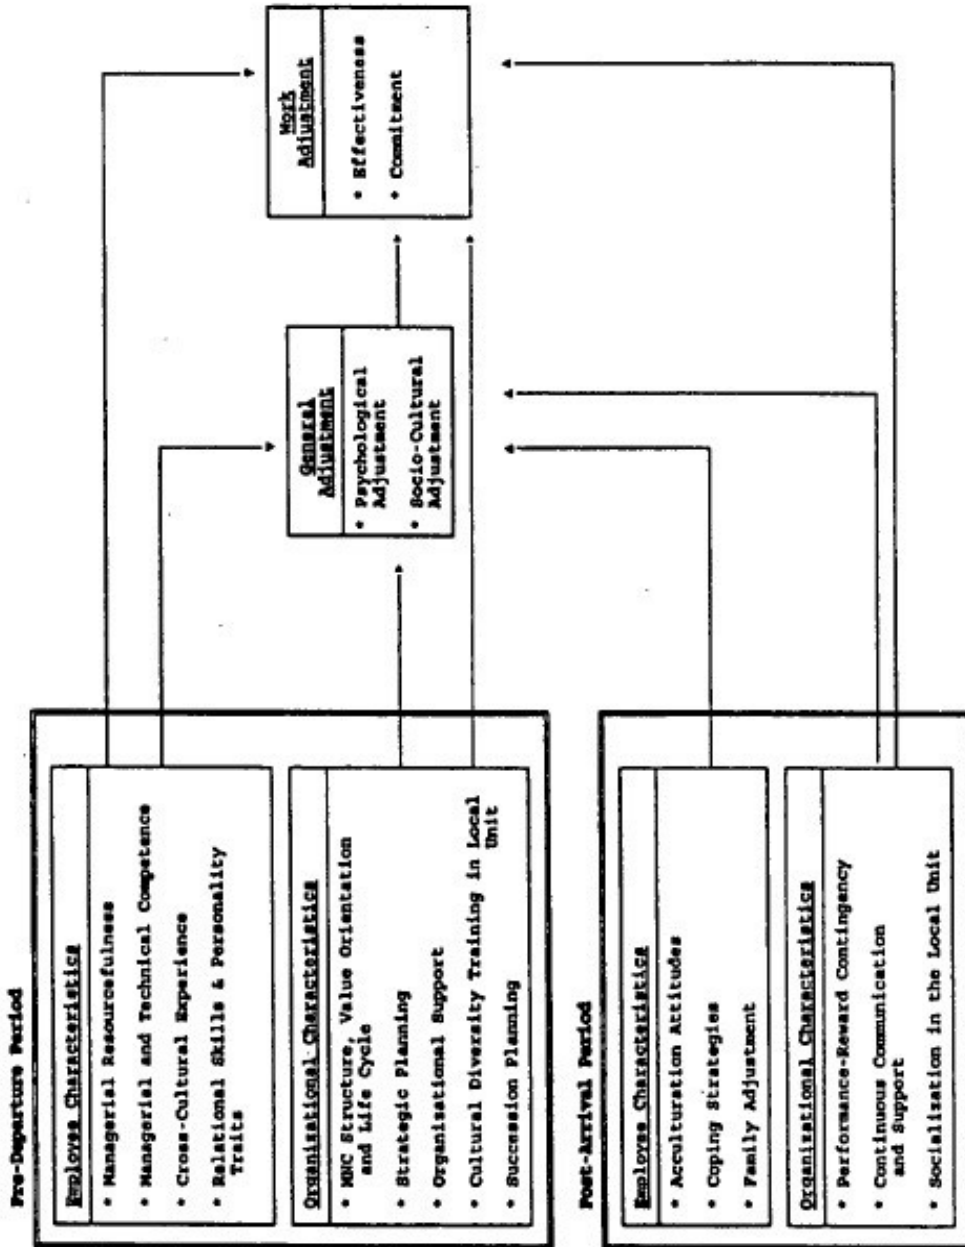 Pre-Departure Period
Employee Characteristics
* Managerial Resourcefulness
* Managerial and Technical Competence
* Cross-Cultural Experience
* Relational Skills & Personality
Traits
Organizational Characteristics
* MNC Structure, Value Orientation
and Life Cycle
* Strategic Planning
* Organisational Support
* Cultural Diversity Training in Local
Unit
* Succession Planning
Post-Arrival Period
Employee Characteristics
* Acculturation Attitudes
* Coping Strategies
* Family Adjustment
Organizational Characteristics
* Performance-Reward Contingency
* Continuous Communication
and Support
* Socialization in the Local Unit
General
Adjustment
* Psychological
Adjustment
* Socio-Cultural
Adjustment
Work
Adjustment
* Effectiveness
* Commitment